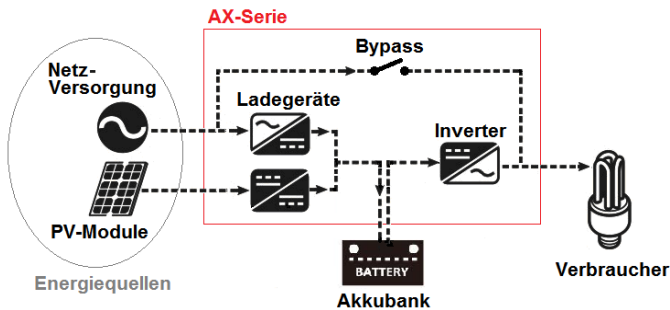 AX-Serie
Bypass
Netz-
Versorgung
Ladegeräte
Inverter
PV-Module
BATTERY
Verbraucher
Energiequellen
Akkubank